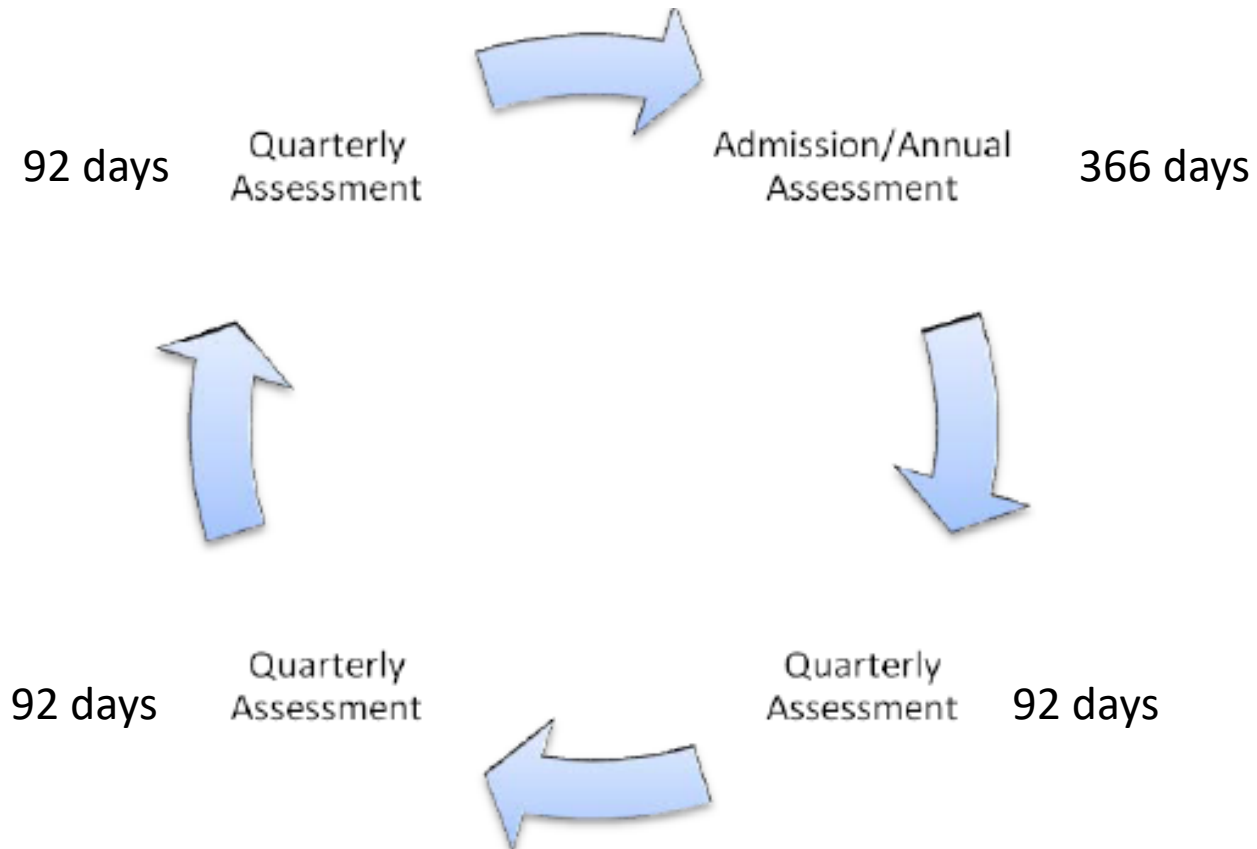 92 days
Quarterly
Assessment
Admission/Annual
Assessment
366 days
92 days
Quarterly
Assessment
Quarterly
Assessment
92 days